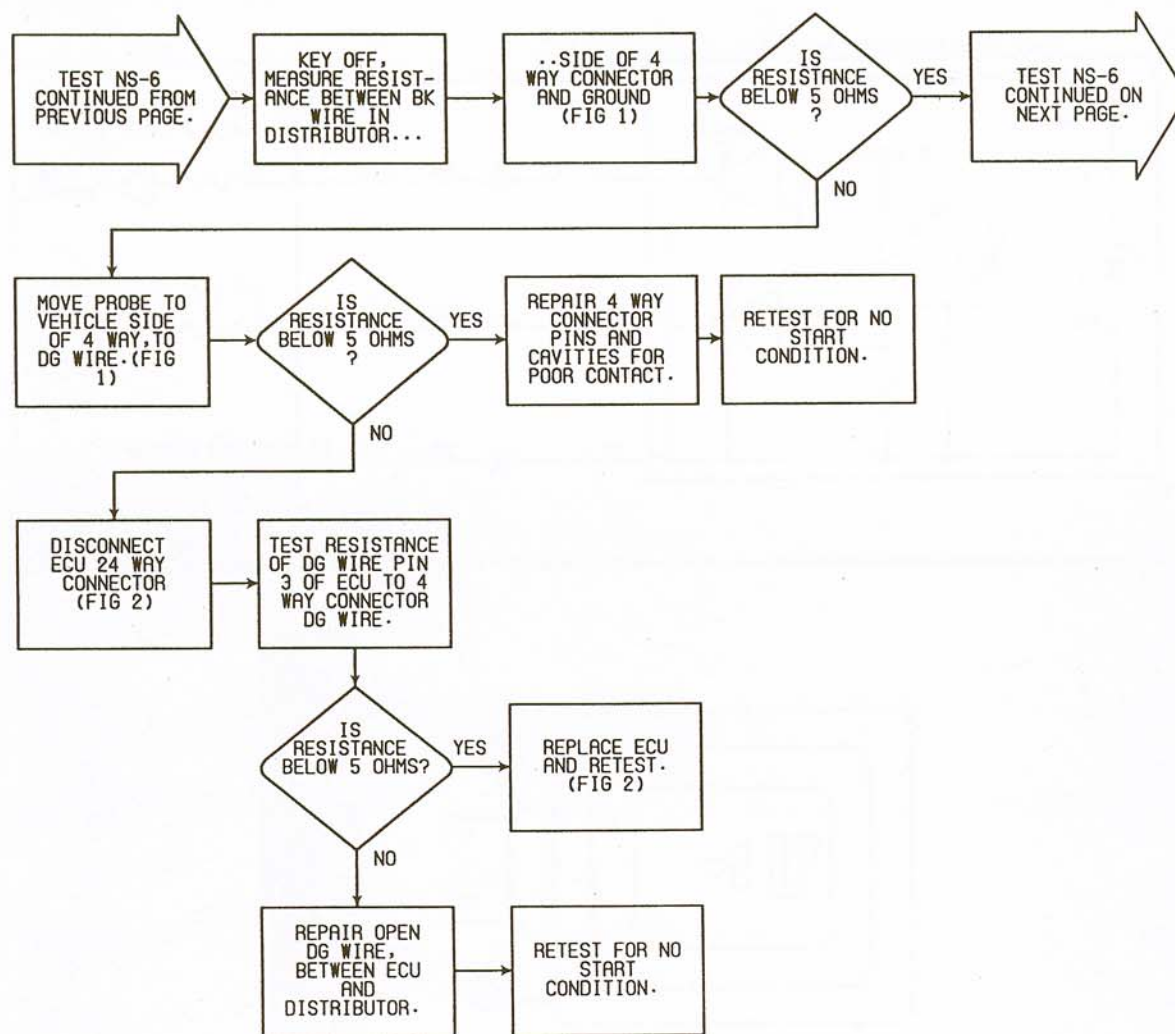 TEST NS-6
CONTINUED FROM
PREVIOUS PAGE.
KEY OFF,
MEASURE RESIST-
ANCE BETWEEN BK
WIRE IN
DISTRIBUTOR...
..SIDE OF 4
WAY CONNECTOR
AND GROUND
(FIG 1)
IS
RESISTANCE
BELOW 5 OHMS
?
YES
TEST NS-6
CONTINUED ON
NEXT PAGE.
NO
MOVE PROBE TO
VEHICLE SIDE
OF 4 WAY,TO
DG WIRE.(FIG
1)
IS
RESISTANCE
BELOW 5 OHMS
?
YES
REPAIR 4 WAY
CONNECTOR
PINS AND
CAVITIES FOR
POOR CONTACT.
RETEST FOR NO
START
CONDITION.
NO
DISCONNECT
ECU 24 WAY
CONNECTOR
(FIG 2)
TEST RESISTANCE
OF DG WIRE PIN
3 OF ECU TO 4
WAY CONNECTOR
DG WIRE.
IS
RESISTANCE
BELOW 5 OHMS?
YES
REPLACE ECU
AND RETEST.
(FIG 2)
NO
REPAIR OPEN
DG WIRE,
BETWEEN ECU
AND
DISTRIBUTOR.
RETEST FOR NO
START
CONDITION.